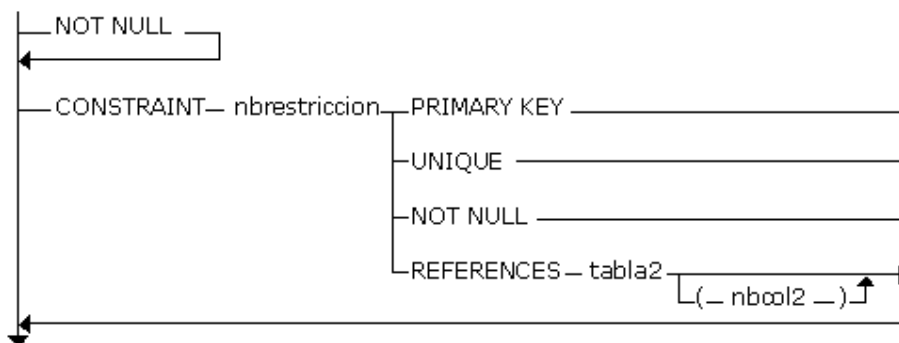 NOT NULL
CONSTRAINT nbrestriccion PRIMARY KEY
UNIQUE
NOT NULL
REFERENCES tabla2
( nbcol2 )